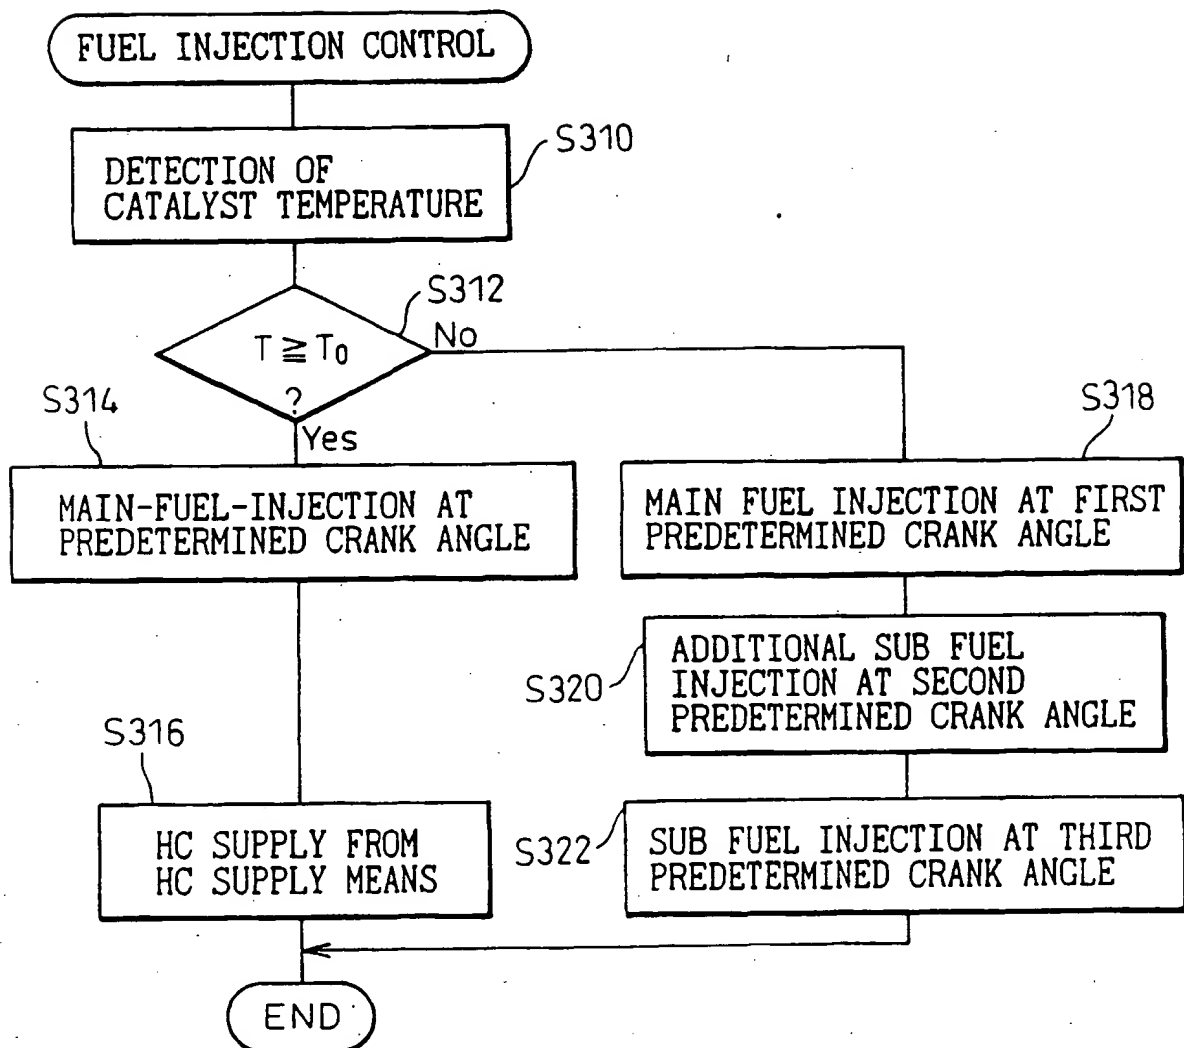 FUEL INJECTION CONTROL
S310
DETECTION OF
CATALYST TEMPERATURE
S312
T ≧ T0
?
No
Yes
S314
MAIN-FUEL-INJECTION AT
PREDETERMINED CRANK ANGLE
S318
MAIN FUEL INJECTION AT FIRST
PREDETERMINED CRANK ANGLE
S320
ADDITIONAL SUB FUEL
INJECTION AT SECOND
PREDETERMINED CRANK ANGLE
S316
HC SUPPLY FROM
HC SUPPLY MEANS
S322
SUB FUEL INJECTION AT THIRD
PREDETERMINED CRANK ANGLE
END